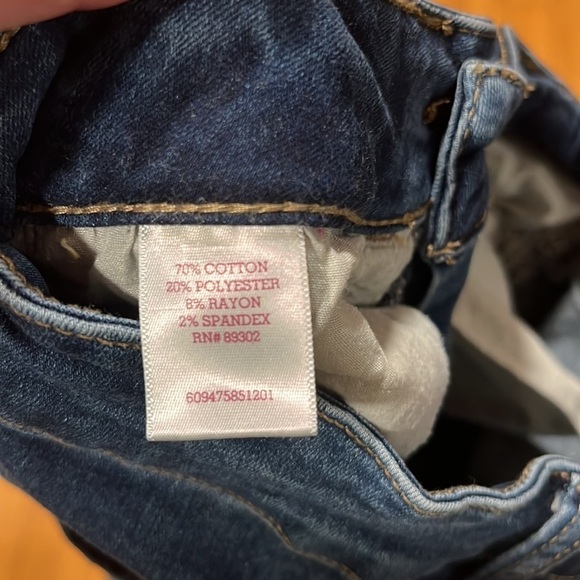 70% COTTON
20% POLYESTER
8% RAYON
2% SPANDEX
RN# 89302
609475851201